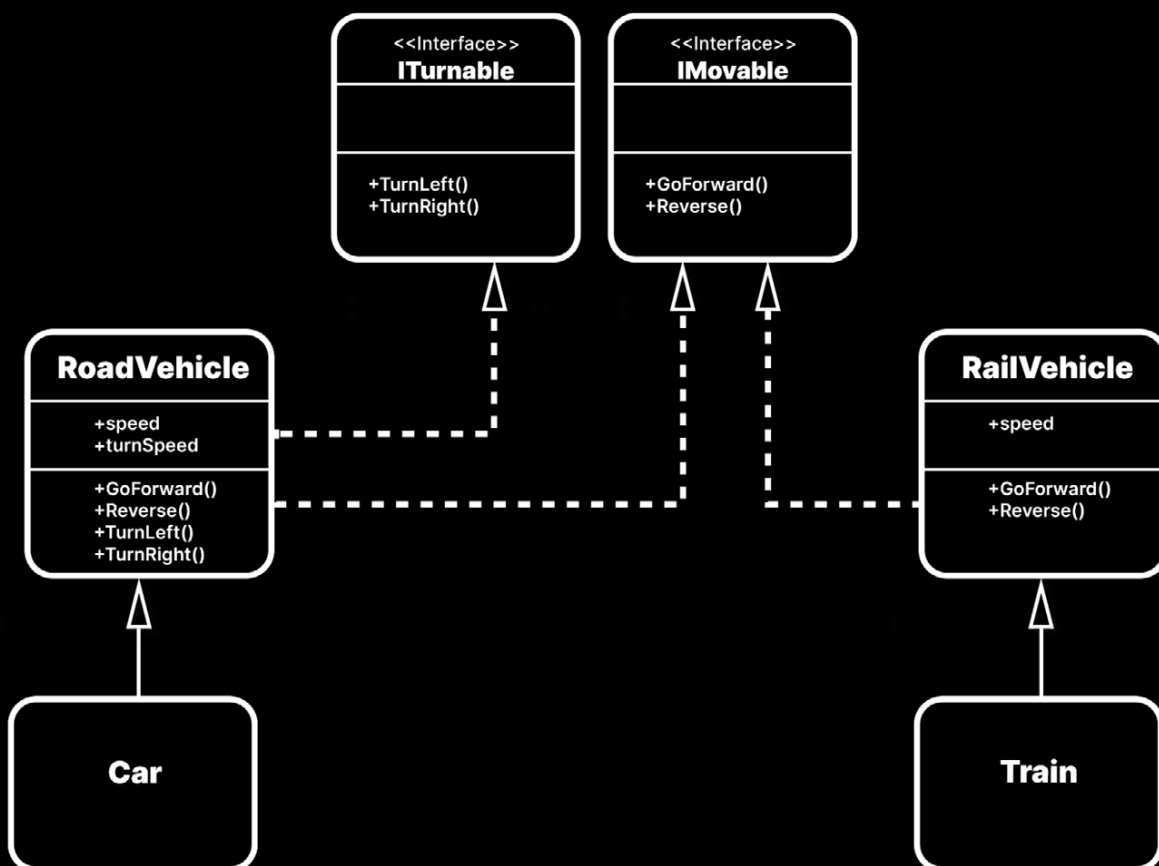 <<Interface>>
ITurnable
+TurnLeft()
+TurnRight()
<<Interface>>
IMovable
+GoForward()
+Reverse()
RoadVehicle
+speed
+turnSpeed
+GoForward()
+Reverse()
+TurnLeft()
+TurnRight()
RailVehicle
+speed
+GoForward()
+Reverse()
Car
Train